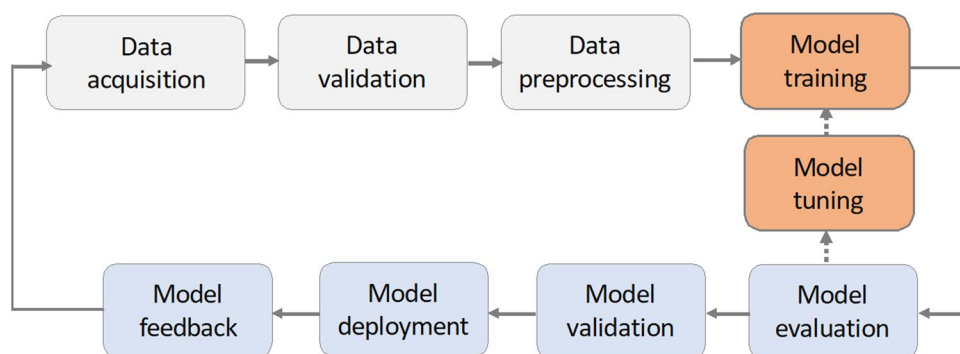 Data
acquisition
Data
validation
Data
preprocessing
Model
training
Model
tuning
Model
feedback
Model
deployment
Model
validation
Model
evaluation